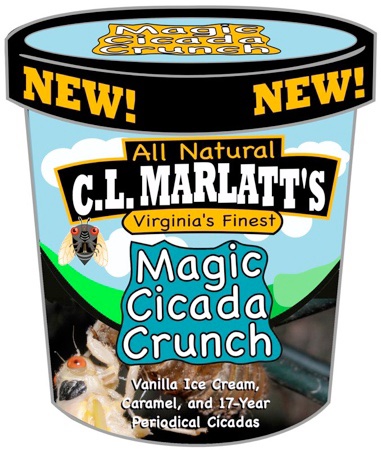 Magic
Cicada
Crunch
NEW! NEW!
All Natural
C.L. MARLATT'S
Virginia's Finest
Magic
Cicada
Crunch
Vanilla Ice Cream,
Caramel, and 17-Year
Periodical Cicadas